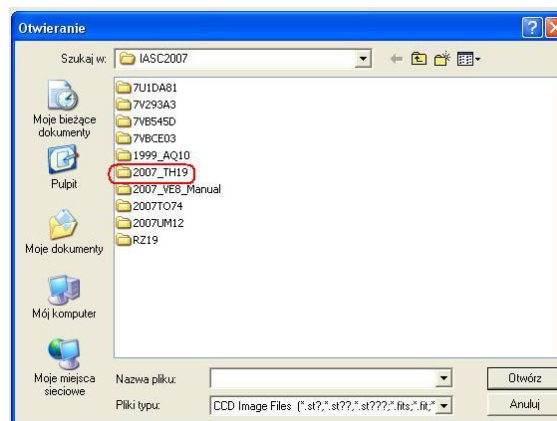 Otwieranie
Szukaj w: IASC2007
Moje bieżące
dokumenty
Pulpit
Moje dokumenty
Mój komputer
Moje miejsca
sieciowe
7U1DA81
7V293A3
7VB545D
7VBCE03
1999_AQ10
2007_TH19
2007_VE8_Manual
2007TO74
2007UM12
RZ19
Nazwa pliku:
Otwórz
Pliki typu: CCD Image Files (*.st?,*.st??,*.st???;*.fits;*.fit;*
Anuluj